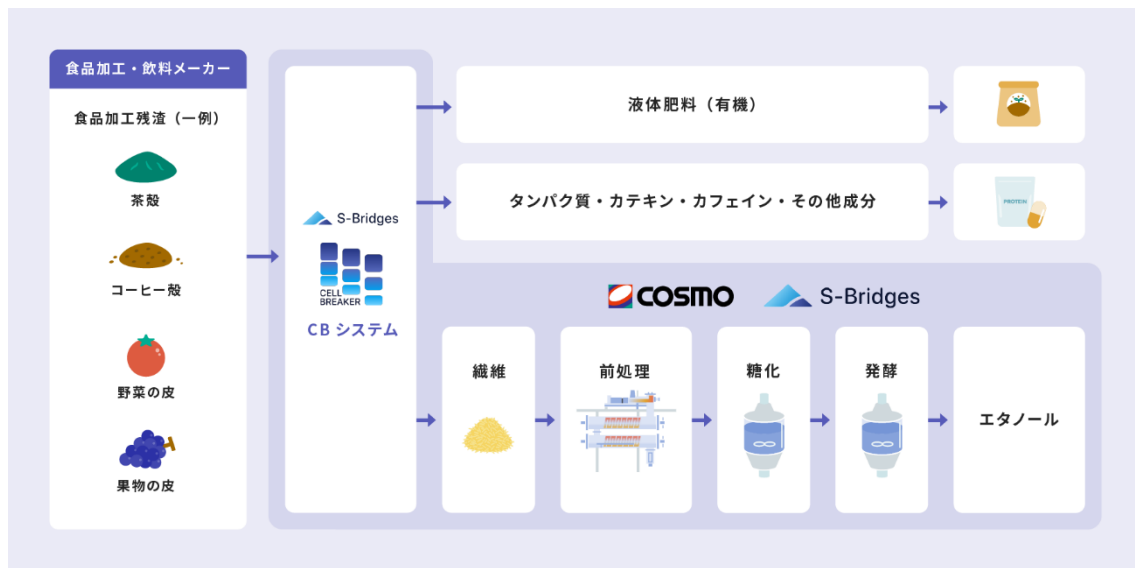 食品加工・飲料メーカー
食品加工残渣（一例）
茶殻
コーヒー殻
野菜の皮
果物の皮
S-Bridges
CELL
BREAKER
CB システム
液体肥料（有機）
タンパク質・カテキン・カフェイン・その他成分
PROTEIN
COSMO
S-Bridges
繊維
前処理
糖化
発酵
エタノール